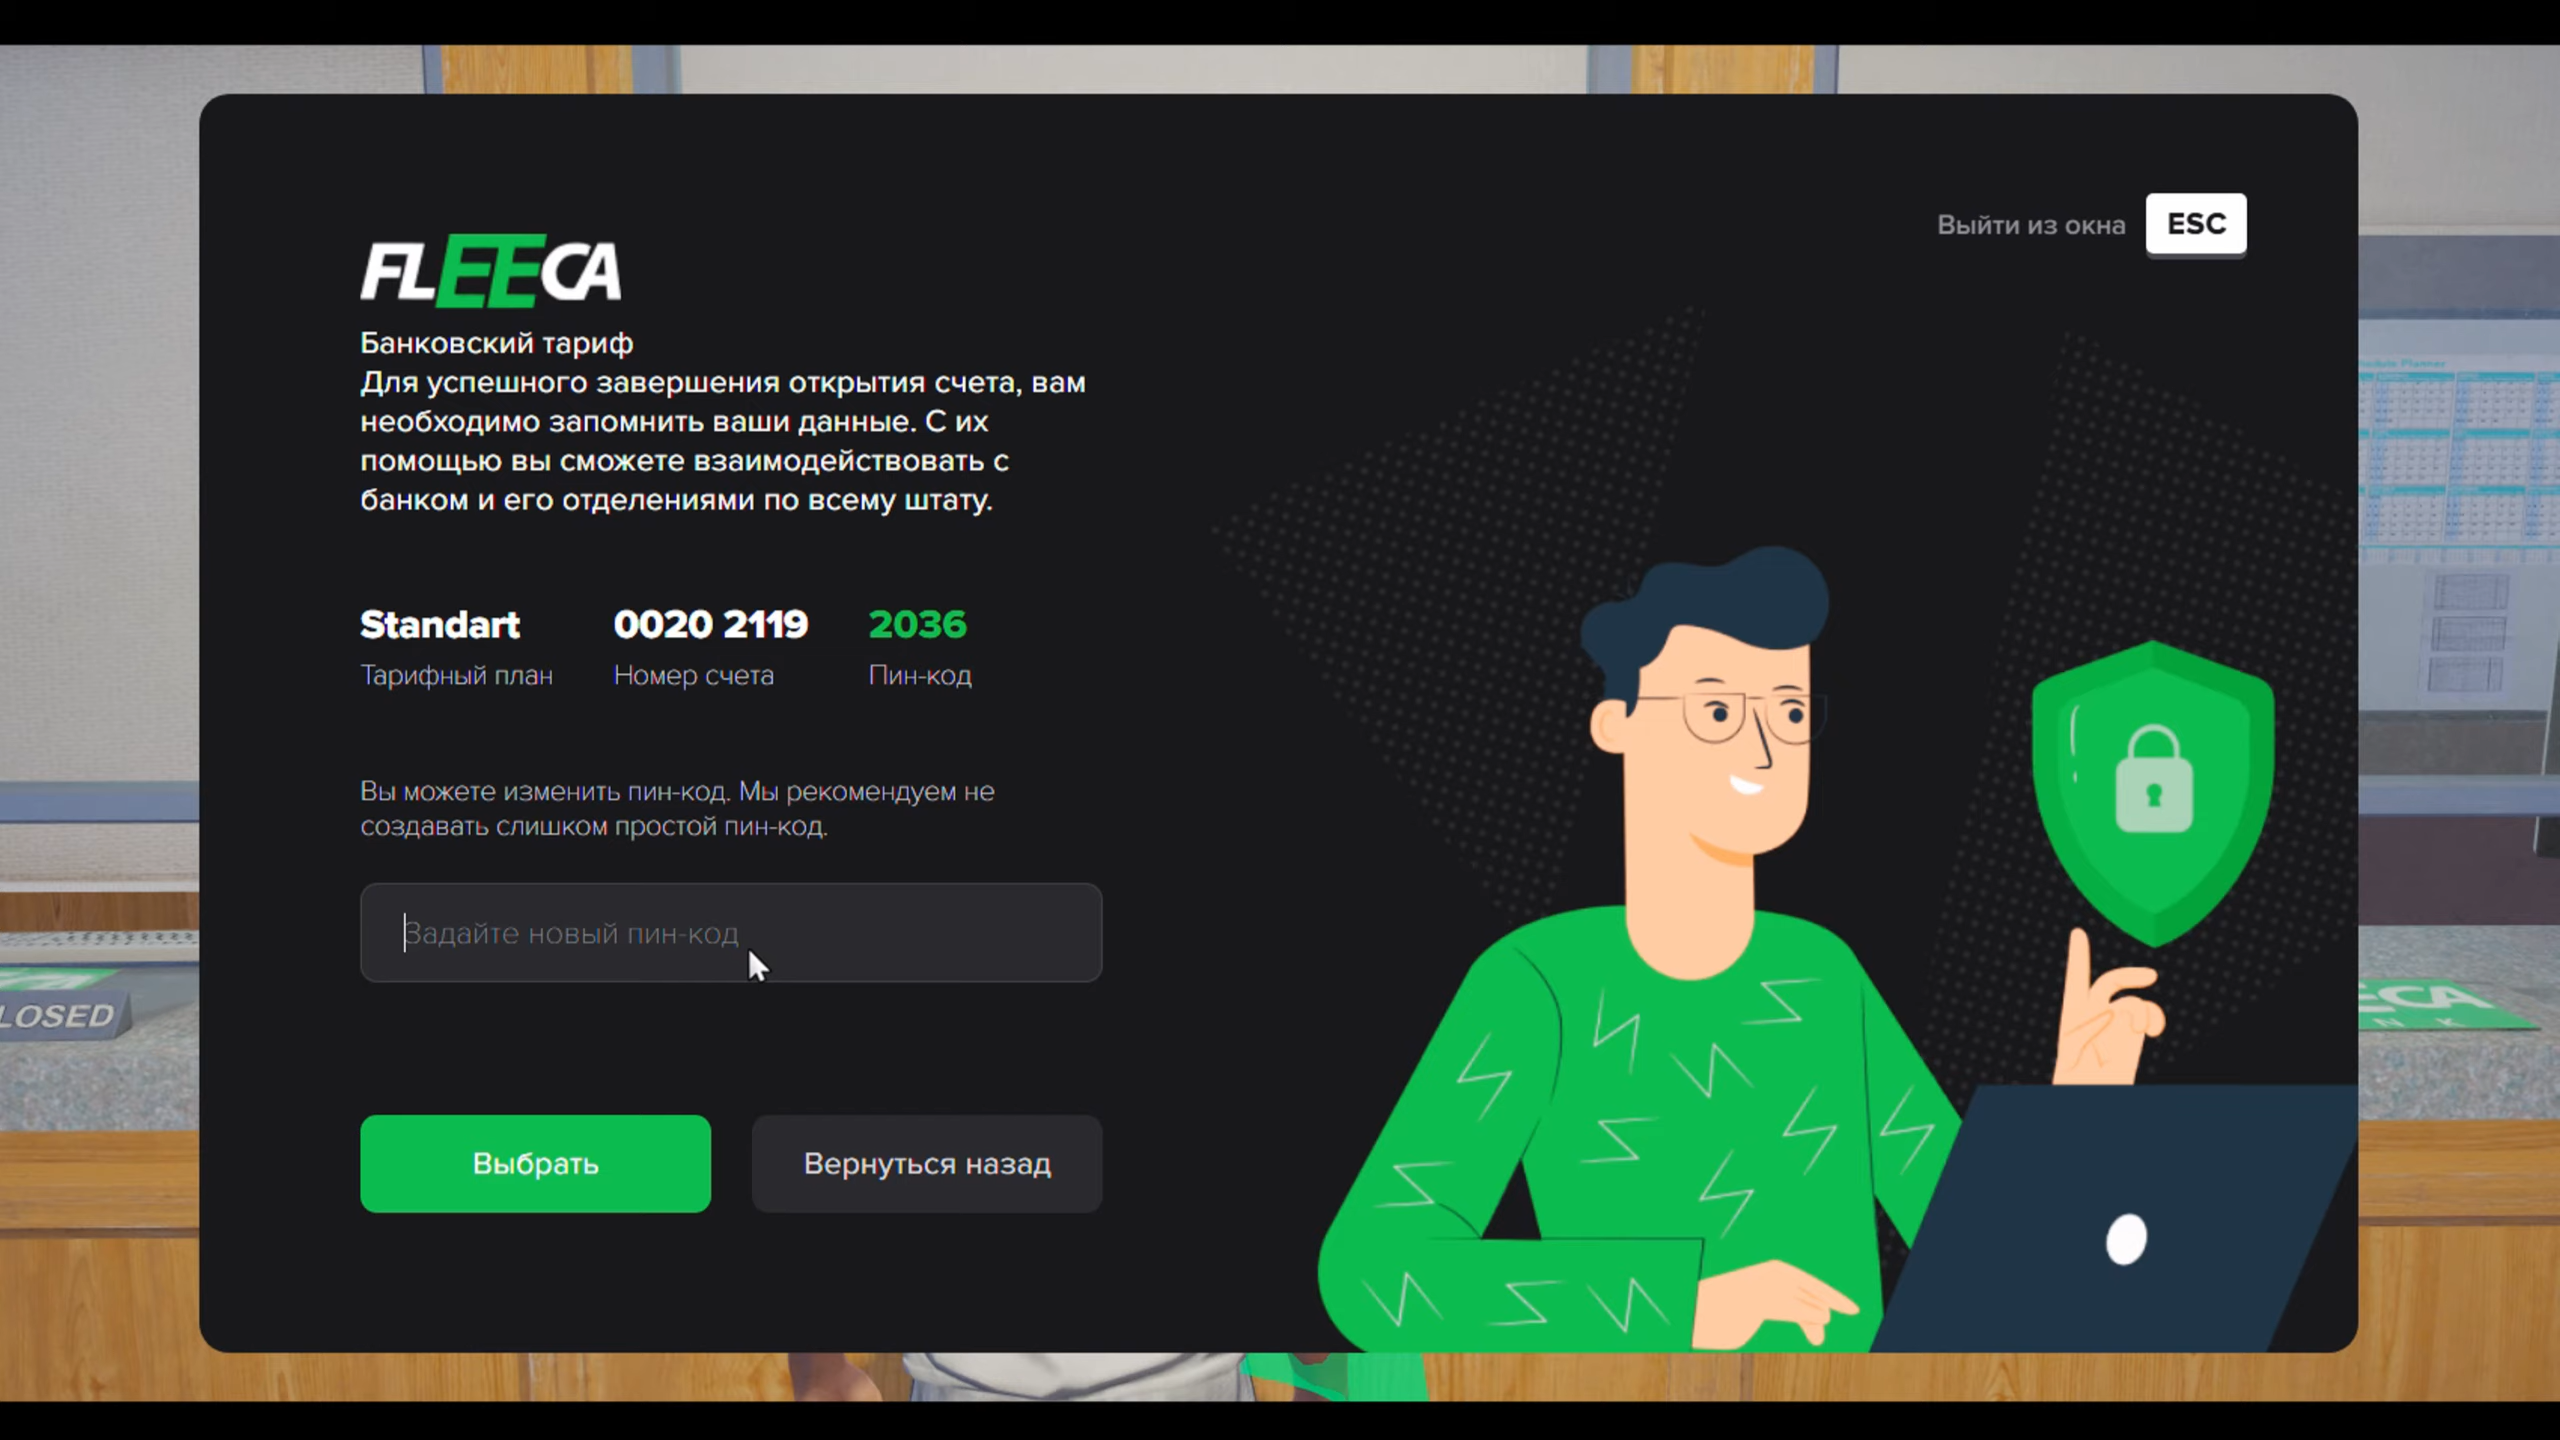 Выйти из окна ESC
FLEECA
Банковский тариф
Для успешного завершения открытия счета, вам
необходимо запомнить ваши данные. С их
помощью вы сможете взаимодействовать с
банком и его отделениями по всему штату.
Standart 0020 2119 2036
Тарифный план Номер счета Пин-код
Вы можете изменить пин-код. Мы рекомендуем не
создавать слишком простой пин-код.
Задайте новый пин-код
LOSED
ECA
N K
Выбрать Вернуться назад